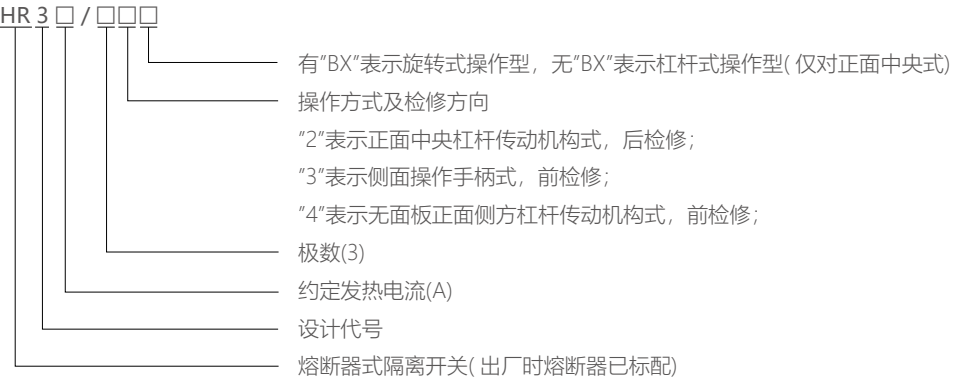 HR 3 □ / □□□
有"BX"表示旋转式操作型，无"BX"表示杠杆式操作型( 仅对正面中央式)
操作方式及检修方向
"2"表示正面中央杠杆传动机构式，后检修；
"3"表示侧面操作手柄式，前检修；
"4"表示无面板正面侧方杠杆传动机构式，前检修；
极数(3)
约定发热电流(A)
设计代号
熔断器式隔离开关( 出厂时熔断器已标配)